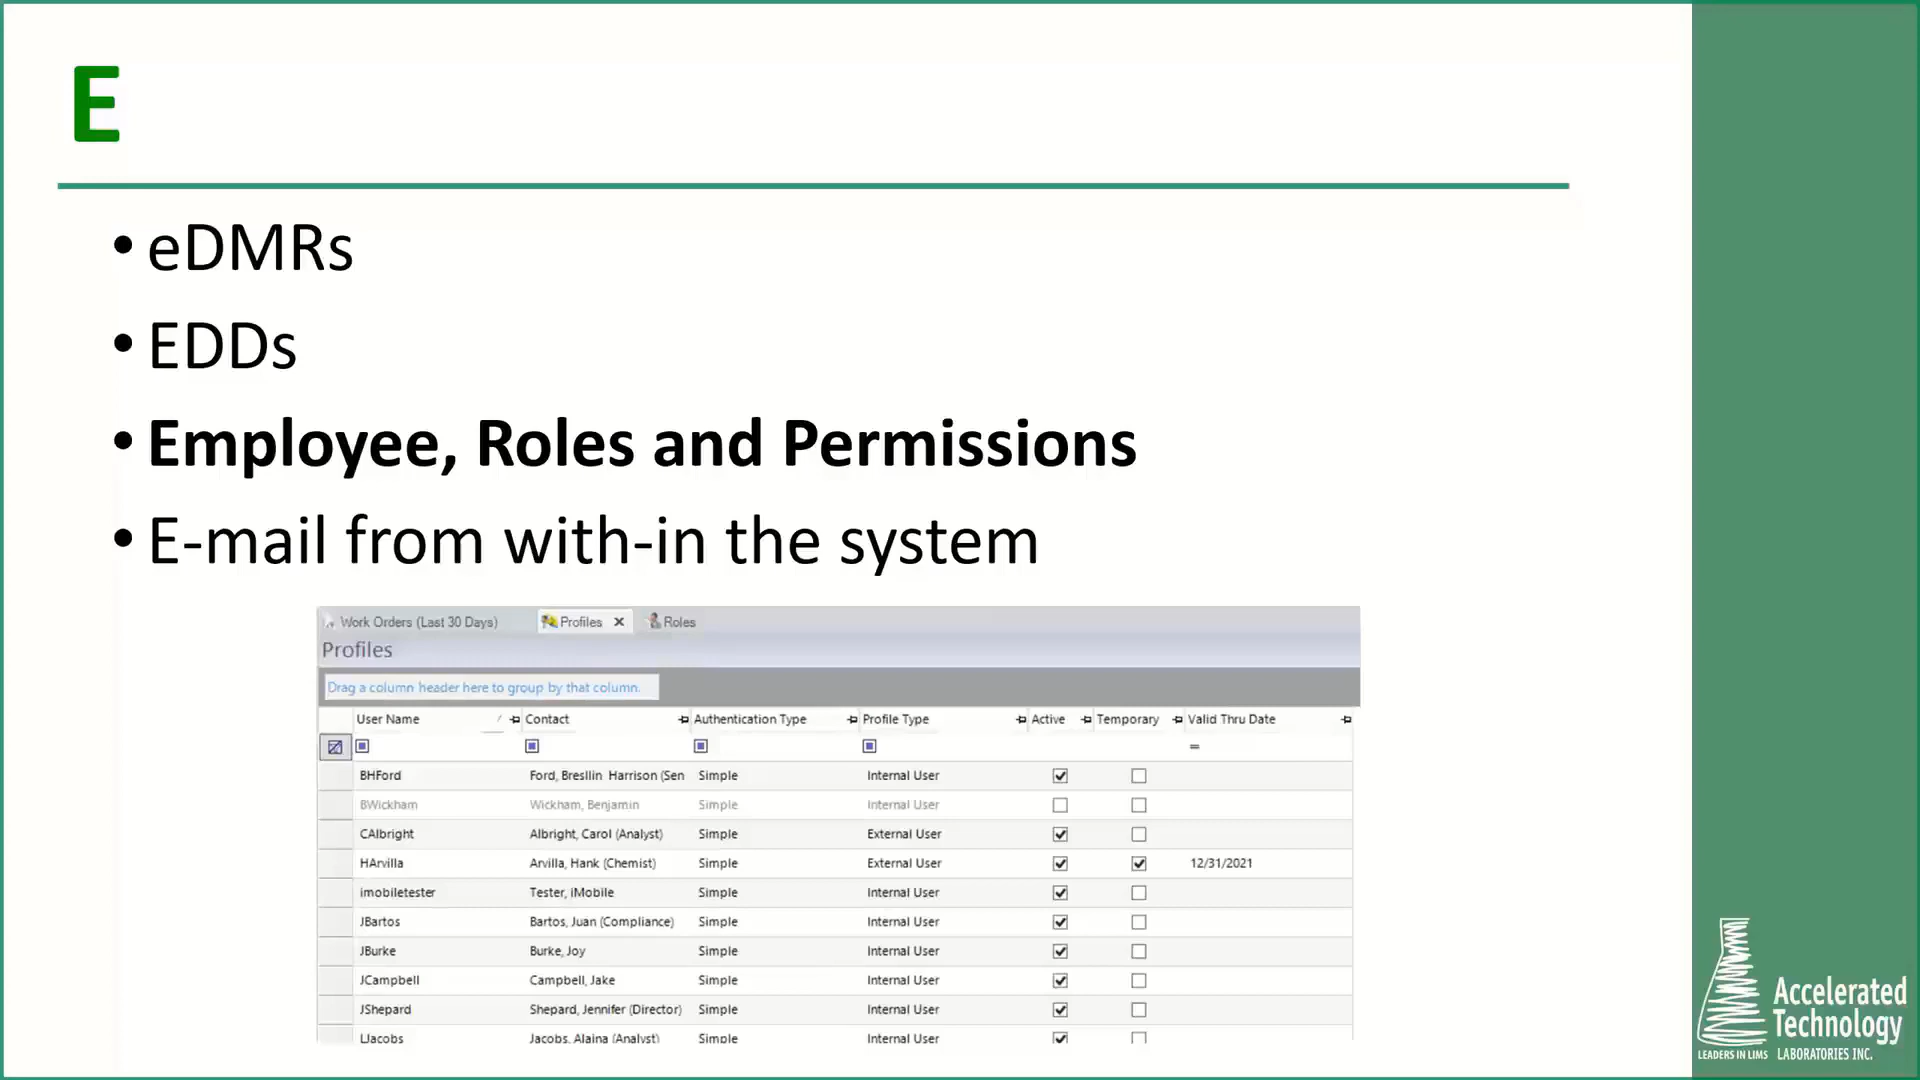 E
• eDMRs
• EDDs
• Employee, Roles and Permissions
• E-mail from with-in the system
Work Orders (Last 30 Days) Profiles Roles
Profiles
Drag a column header here to group by that column.
User Name Contact Authentication Type Profile Type Active Temporary Valid Thru Date
=
BHFord Ford, Bresllin Harrison (Sen Simple Internal User
BWickham Wickham, Benjamin Simple Internal User
CAlbright Albright, Carol (Analyst) Simple External User
HArvilla Arvilla, Hank (Chemist) Simple External User 12/31/2021
imobiletester Tester, iMobile Simple Internal User
JBartos Bartos, Juan (Compliance) Simple Internal User
JBurke Burke, Joy Simple Internal User
JCampbell Campbell, Jake Simple Internal User
JShepard Shepard, Jennifer (Director) Simple Internal User
LJacobs Jacobs, Alaina (Analyst) Simple Internal User
Accelerated
Technology
LEADERS IN LIMS LABORATORIES INC.